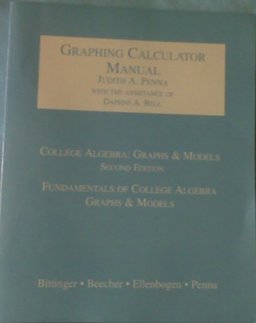 GRAPHING CALCULATOR
MANUAL
JUDITH A. PENNA
WITH THE ASSISTANCE OF
DAPHNE A. BELL
COLLEGE ALGEBRA: GRAPHS & MODELS
SECOND EDITION
FUNDAMENTALS OF COLLEGE ALGEBRA
GRAPHS & MODELS
Bittinger • Beecher • Ellenbogen • Penna